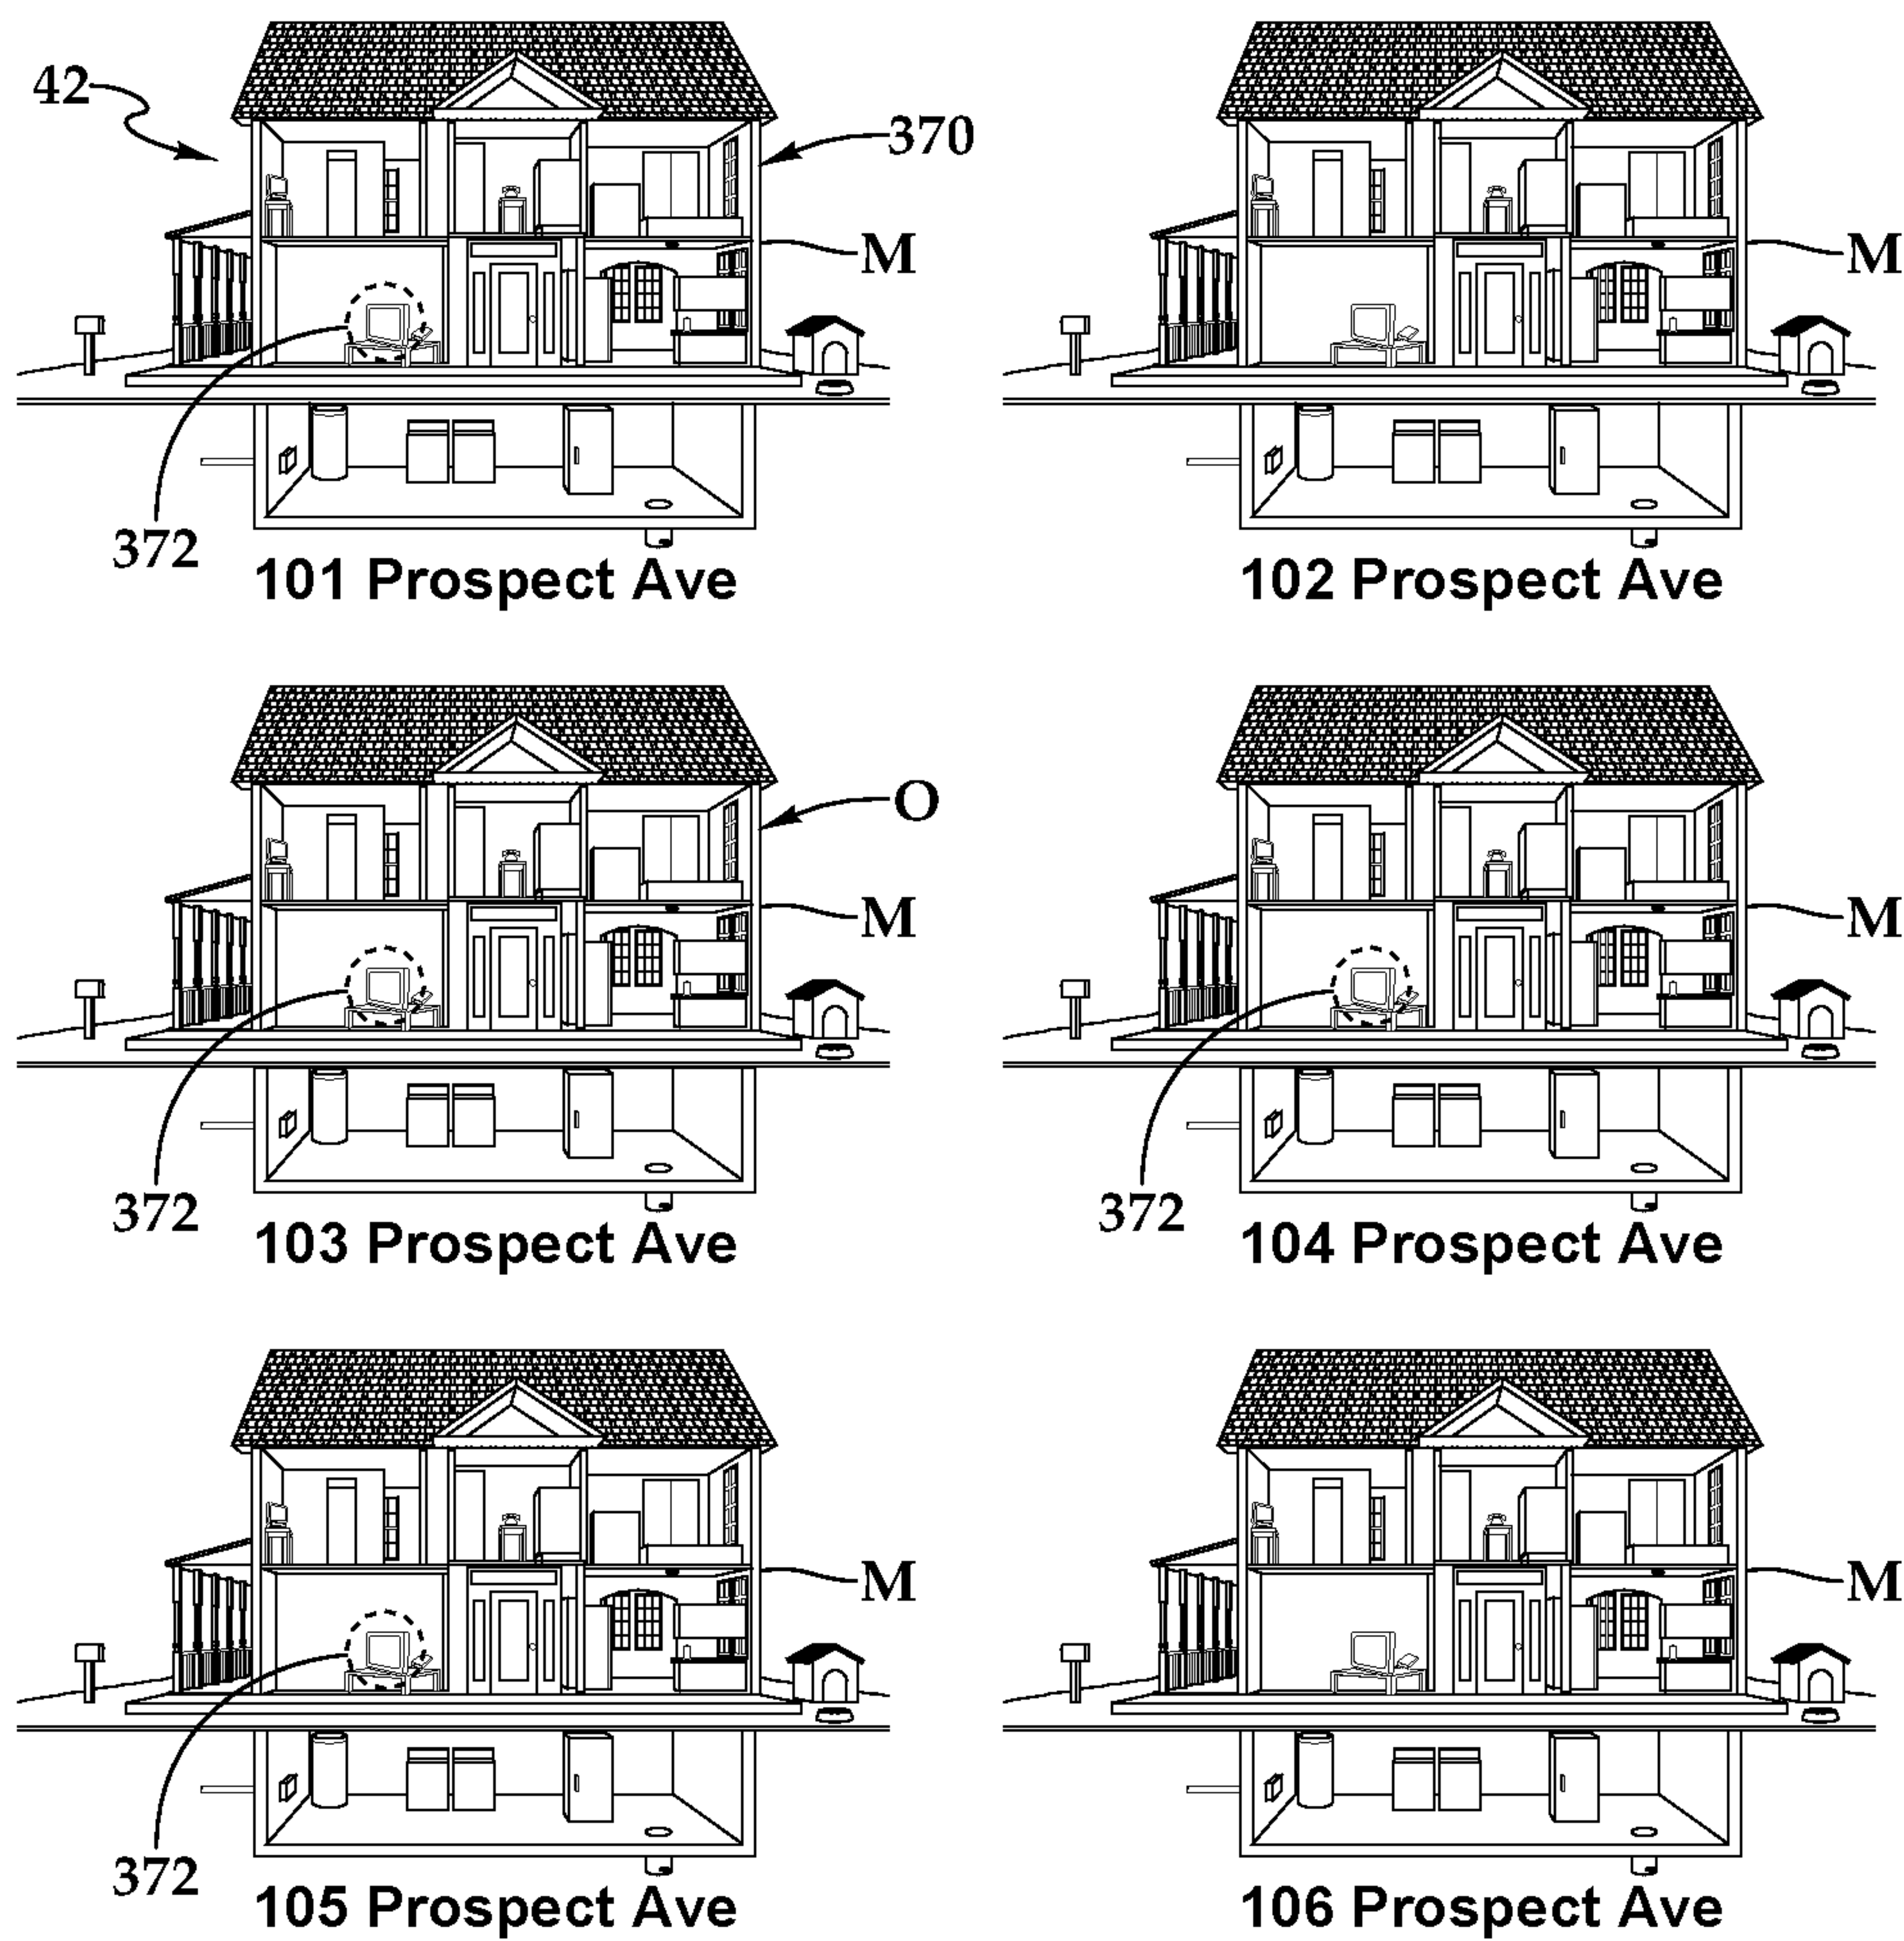 42
370
M
M
372
101 Prospect Ave
102 Prospect Ave
O
M
M
372
372
103 Prospect Ave
104 Prospect Ave
M
M
372
105 Prospect Ave
106 Prospect Ave